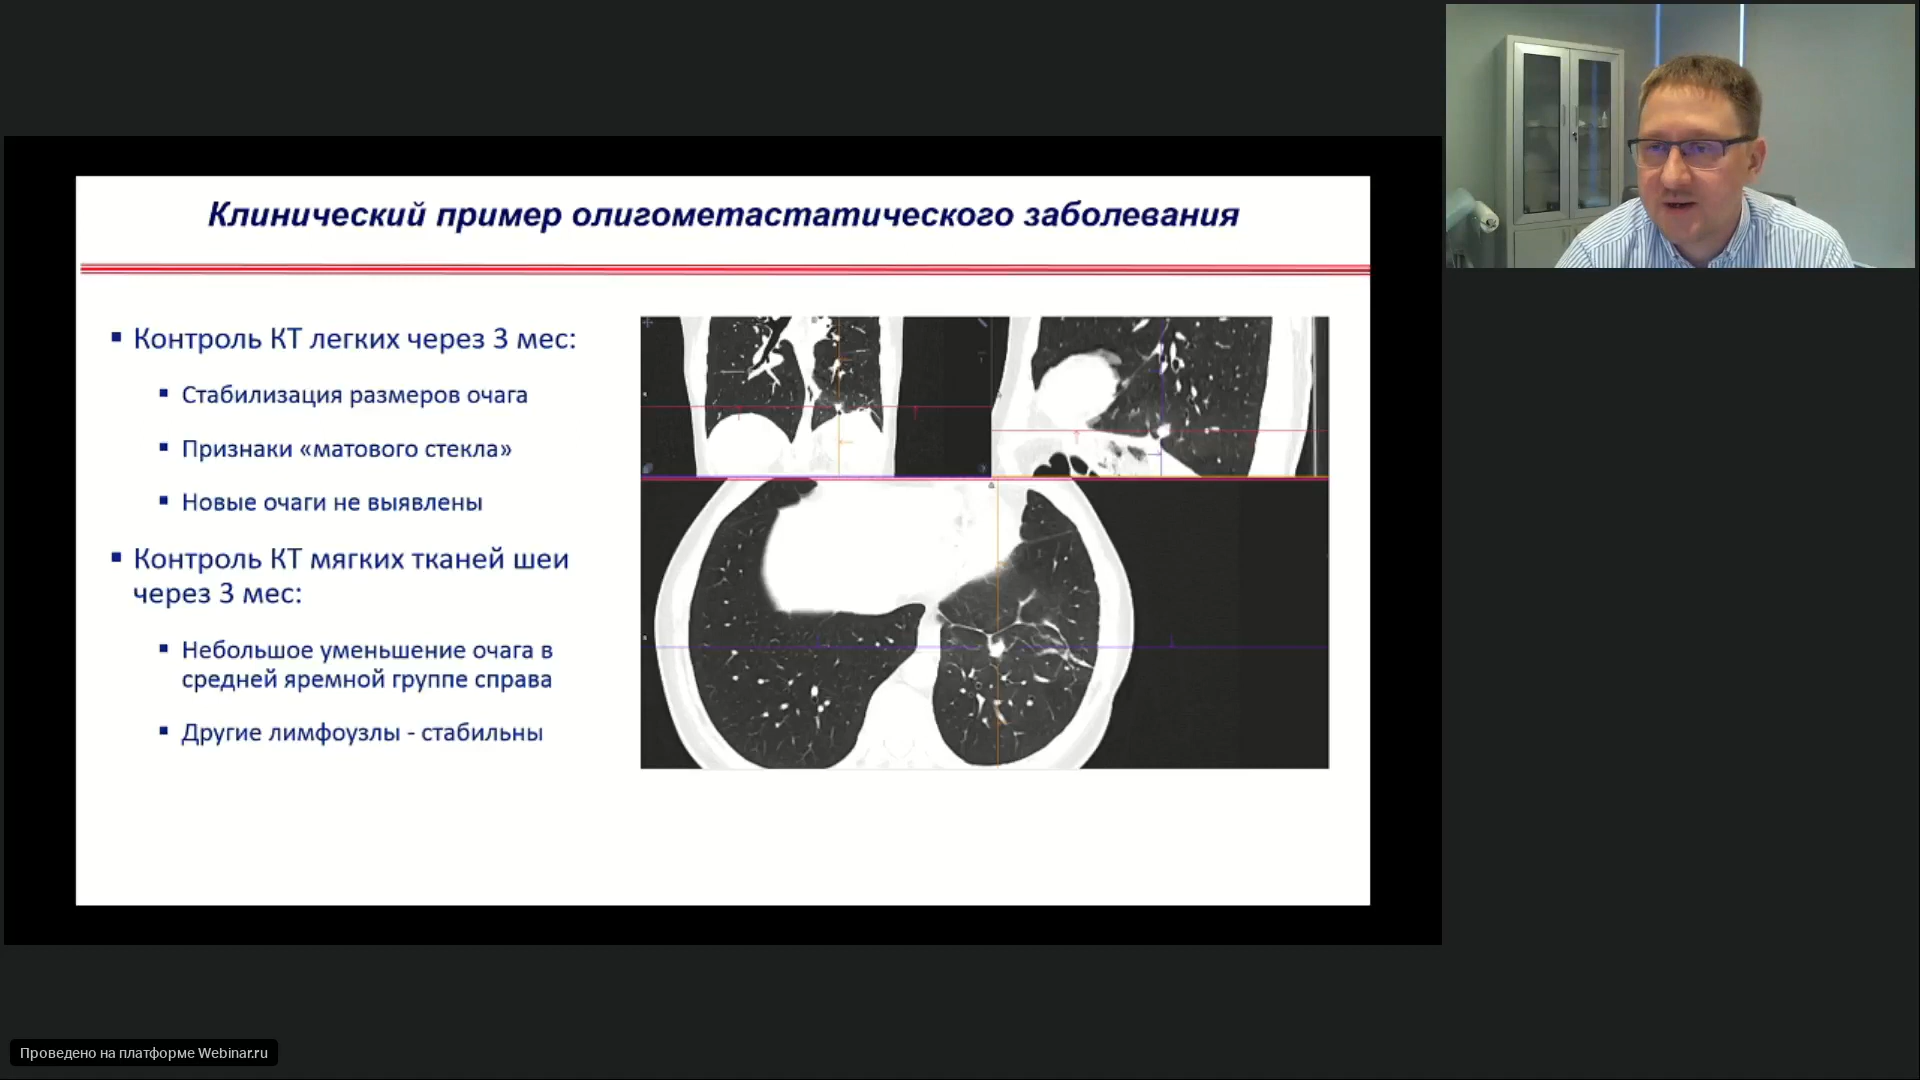 Клинический пример олигометастатического заболевания
Контроль КТ легких через 3 мес:
Стабилизация размеров очага
Признаки «матового стекла»
Новые очаги не выявлены
Контроль КТ мягких тканей шеи
через 3 мес:
Небольшое уменьшение очага в
средней яремной группе справа
Другие лимфоузлы - стабильны
Проведено на платформе Webinar.ru